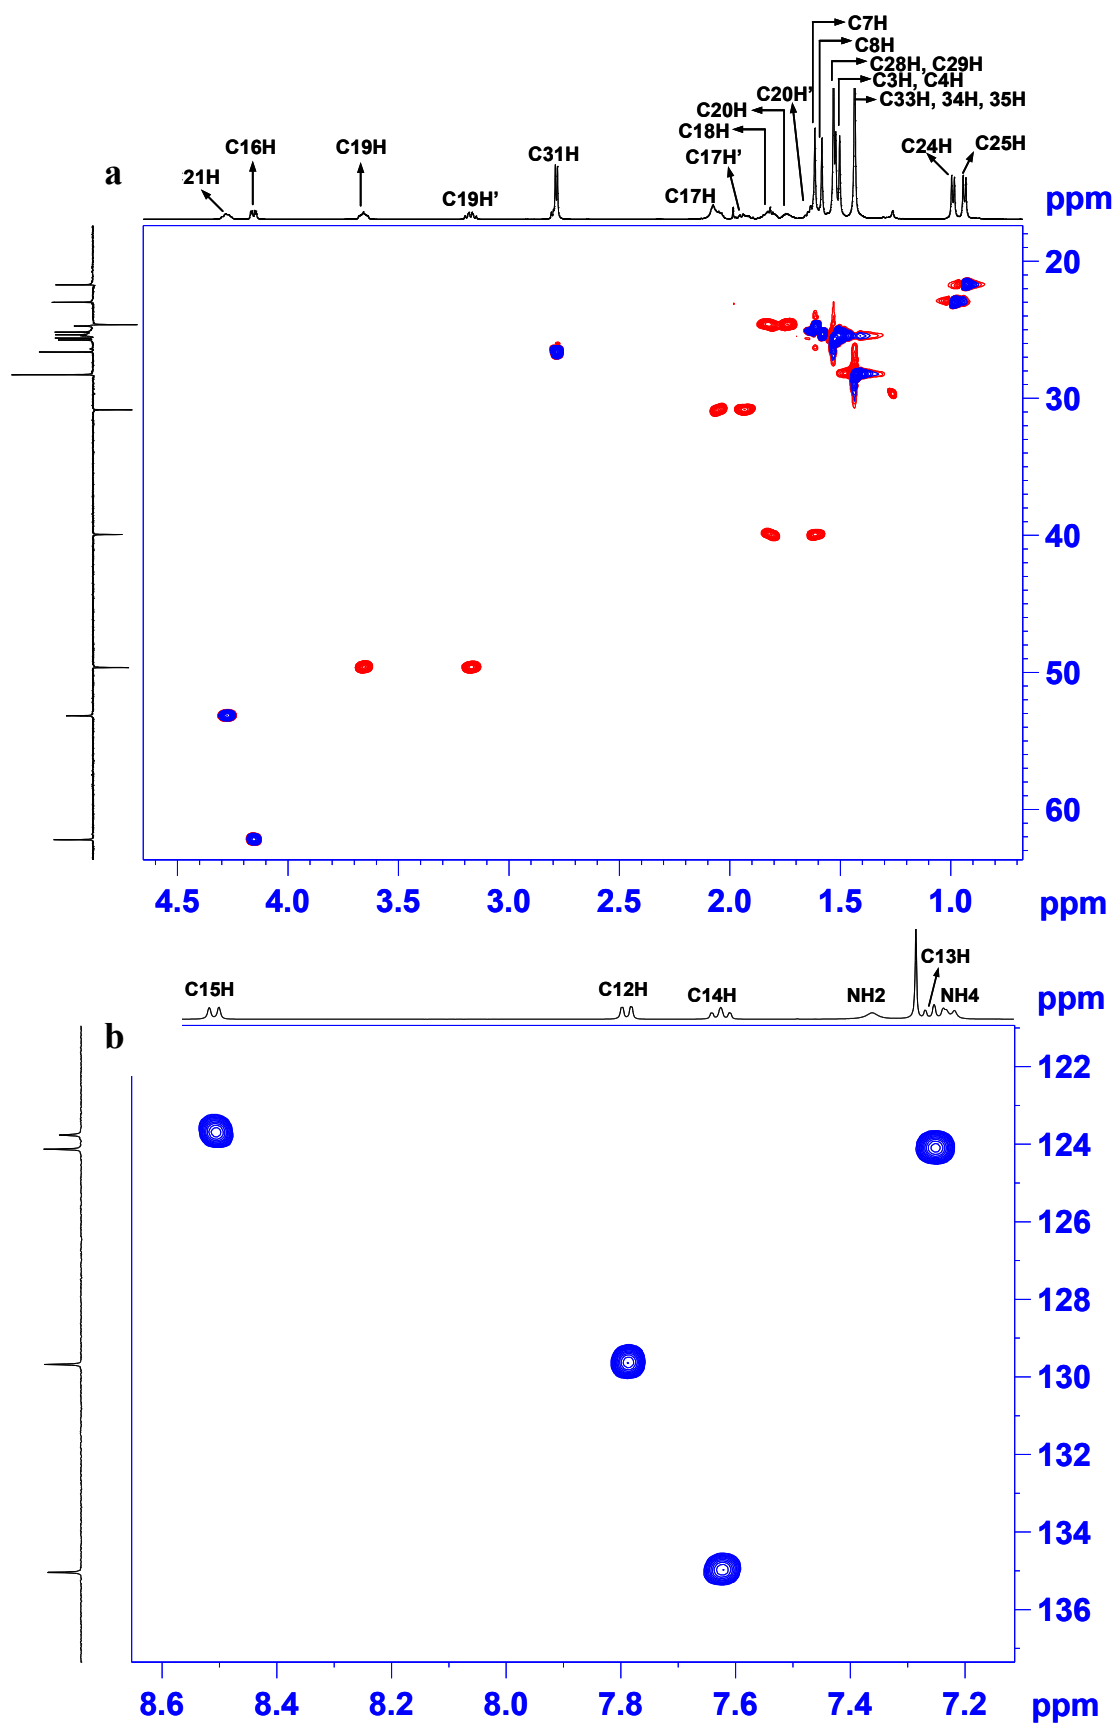 C7H
C8H
C28H, C29H
C3H, C4H
C20H'
C33H, 34H, 35H
C20H
C18H
C16H
C19H
C17H’
C24H
C25H
C31H
a
21H
C19H’
C17H
ppm
20
30
40
50
60
4.5 4.0 3.5 3.0 2.5 2.0 1.5 1.0 ppm
C13H
C15H
C12H
C14H
NH2
NH4
ppm
b
122
124
126
128
130
132
134
136
8.6 8.4 8.2 8.0 7.8 7.6 7.4 7.2 ppm